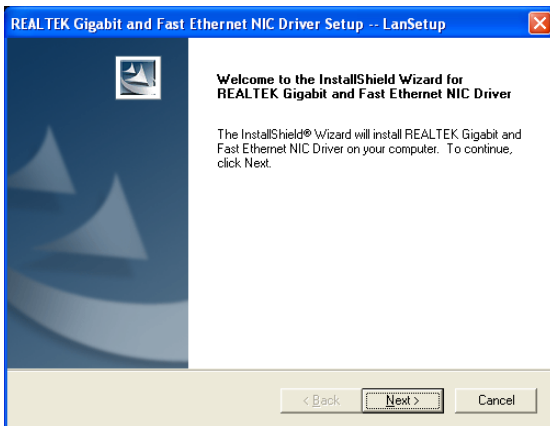 REALTEK Gigabit and Fast Ethernet NIC Driver Setup -- LanSetup
Welcome to the InstallShield Wizard for
REALTEK Gigabit and Fast Ethernet NIC Driver
The InstallShield® Wizard will install REALTEK Gigabit and
Fast Ethernet NIC Driver on your computer. To continue,
click Next.
< Back Next > Cancel